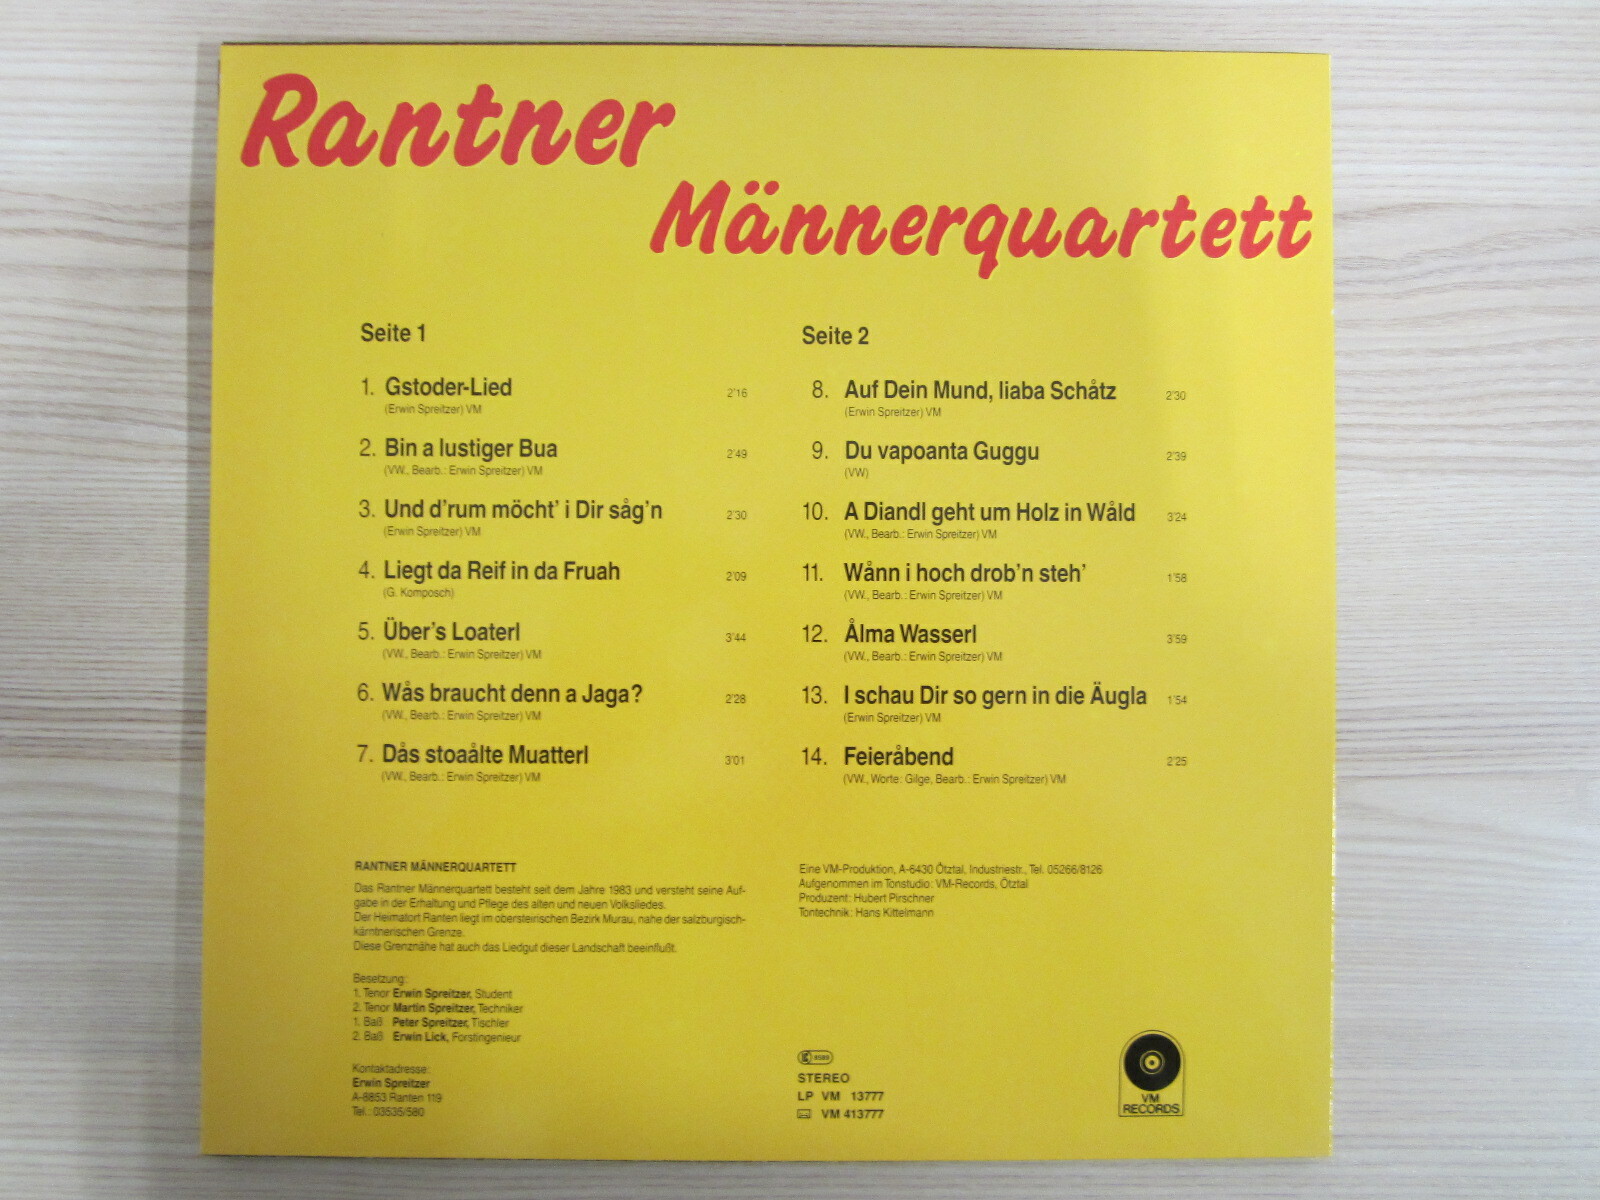 Rantner
Männerquartett
Seite 1
1. Gstoder-Lied 2'16
(Erwin Spreitzer) VM
2. Bin a lustiger Bua 2'49
(VW., Bearb.: Erwin Spreitzer) VM
3. Und d'rum möcht' i Dir såg'n 2'30
(Erwin Spreitzer) VM
4. Liegt da Reif in da Fruah 2'09
(G. Komposch)
5. Über's Loaterl 3'44
(VW., Bearb.: Erwin Spreitzer) VM
6. Wås braucht denn a Jaga? 2'28
(VW., Bearb.: Erwin Spreitzer) VM
7. Dås stoaålte Muatterl 3'01
(VW., Bearb.: Erwin Spreitzer) VM
Seite 2
8. Auf Dein Mund, liaba Schåtz 2'30
(Erwin Spreitzer) VM
9. Du vapoanta Guggu 2'39
(VW)
10. A Diandl geht um Holz in Wåld 3'24
(VW., Bearb.: Erwin Spreitzer) VM
11. Wånn i hoch drob'n steh' 1'58
(VW., Bearb.: Erwin Spreitzer) VM
12. Ålma Wasserl 3'59
(VW., Bearb.: Erwin Spreitzer) VM
13. I schau Dir so gern in die Äugla 1'54
(Erwin Spreitzer) VM
14. Feieråbend 2'25
(VW., Worte: Gilge, Bearb.: Erwin Spreitzer) VM
RANTNER MÄNNERQUARTETT
Das Rantner Männerquartett besteht seit dem Jahre 1983 und versteht seine Auf-
gabe in der Erhaltung und Pflege des alten und neuen Volksliedes.
Der Heimatort Ranten liegt im obersteirischen Bezirk Murau, nahe der salzburgisch-
kärntnerischen Grenze.
Diese Grenznähe hat auch das Liedgut dieser Landschaft beeinflußt.
Besetzung:
1. Tenor Erwin Spreitzer, Student
2. Tenor Martin Spreitzer, Techniker
1. Baß Peter Spreitzer, Tischler
2. Baß Erwin Lick, Forstingenieur
Kontaktadresse:
Erwin Spreitzer
A-8853 Ranten 119
Tel.: 03535/580
Eine VM-Produktion, A-6430 Ötztal, Industriestr., Tel. 05266/8126
Aufgenommen im Tonstudio: VM-Records, Ötztal
Produzent: Hubert Pirschner
Tontechnik: Hans Kittelmann
STEREO
LP VM 13777
VM 413777
VM
RECORDS